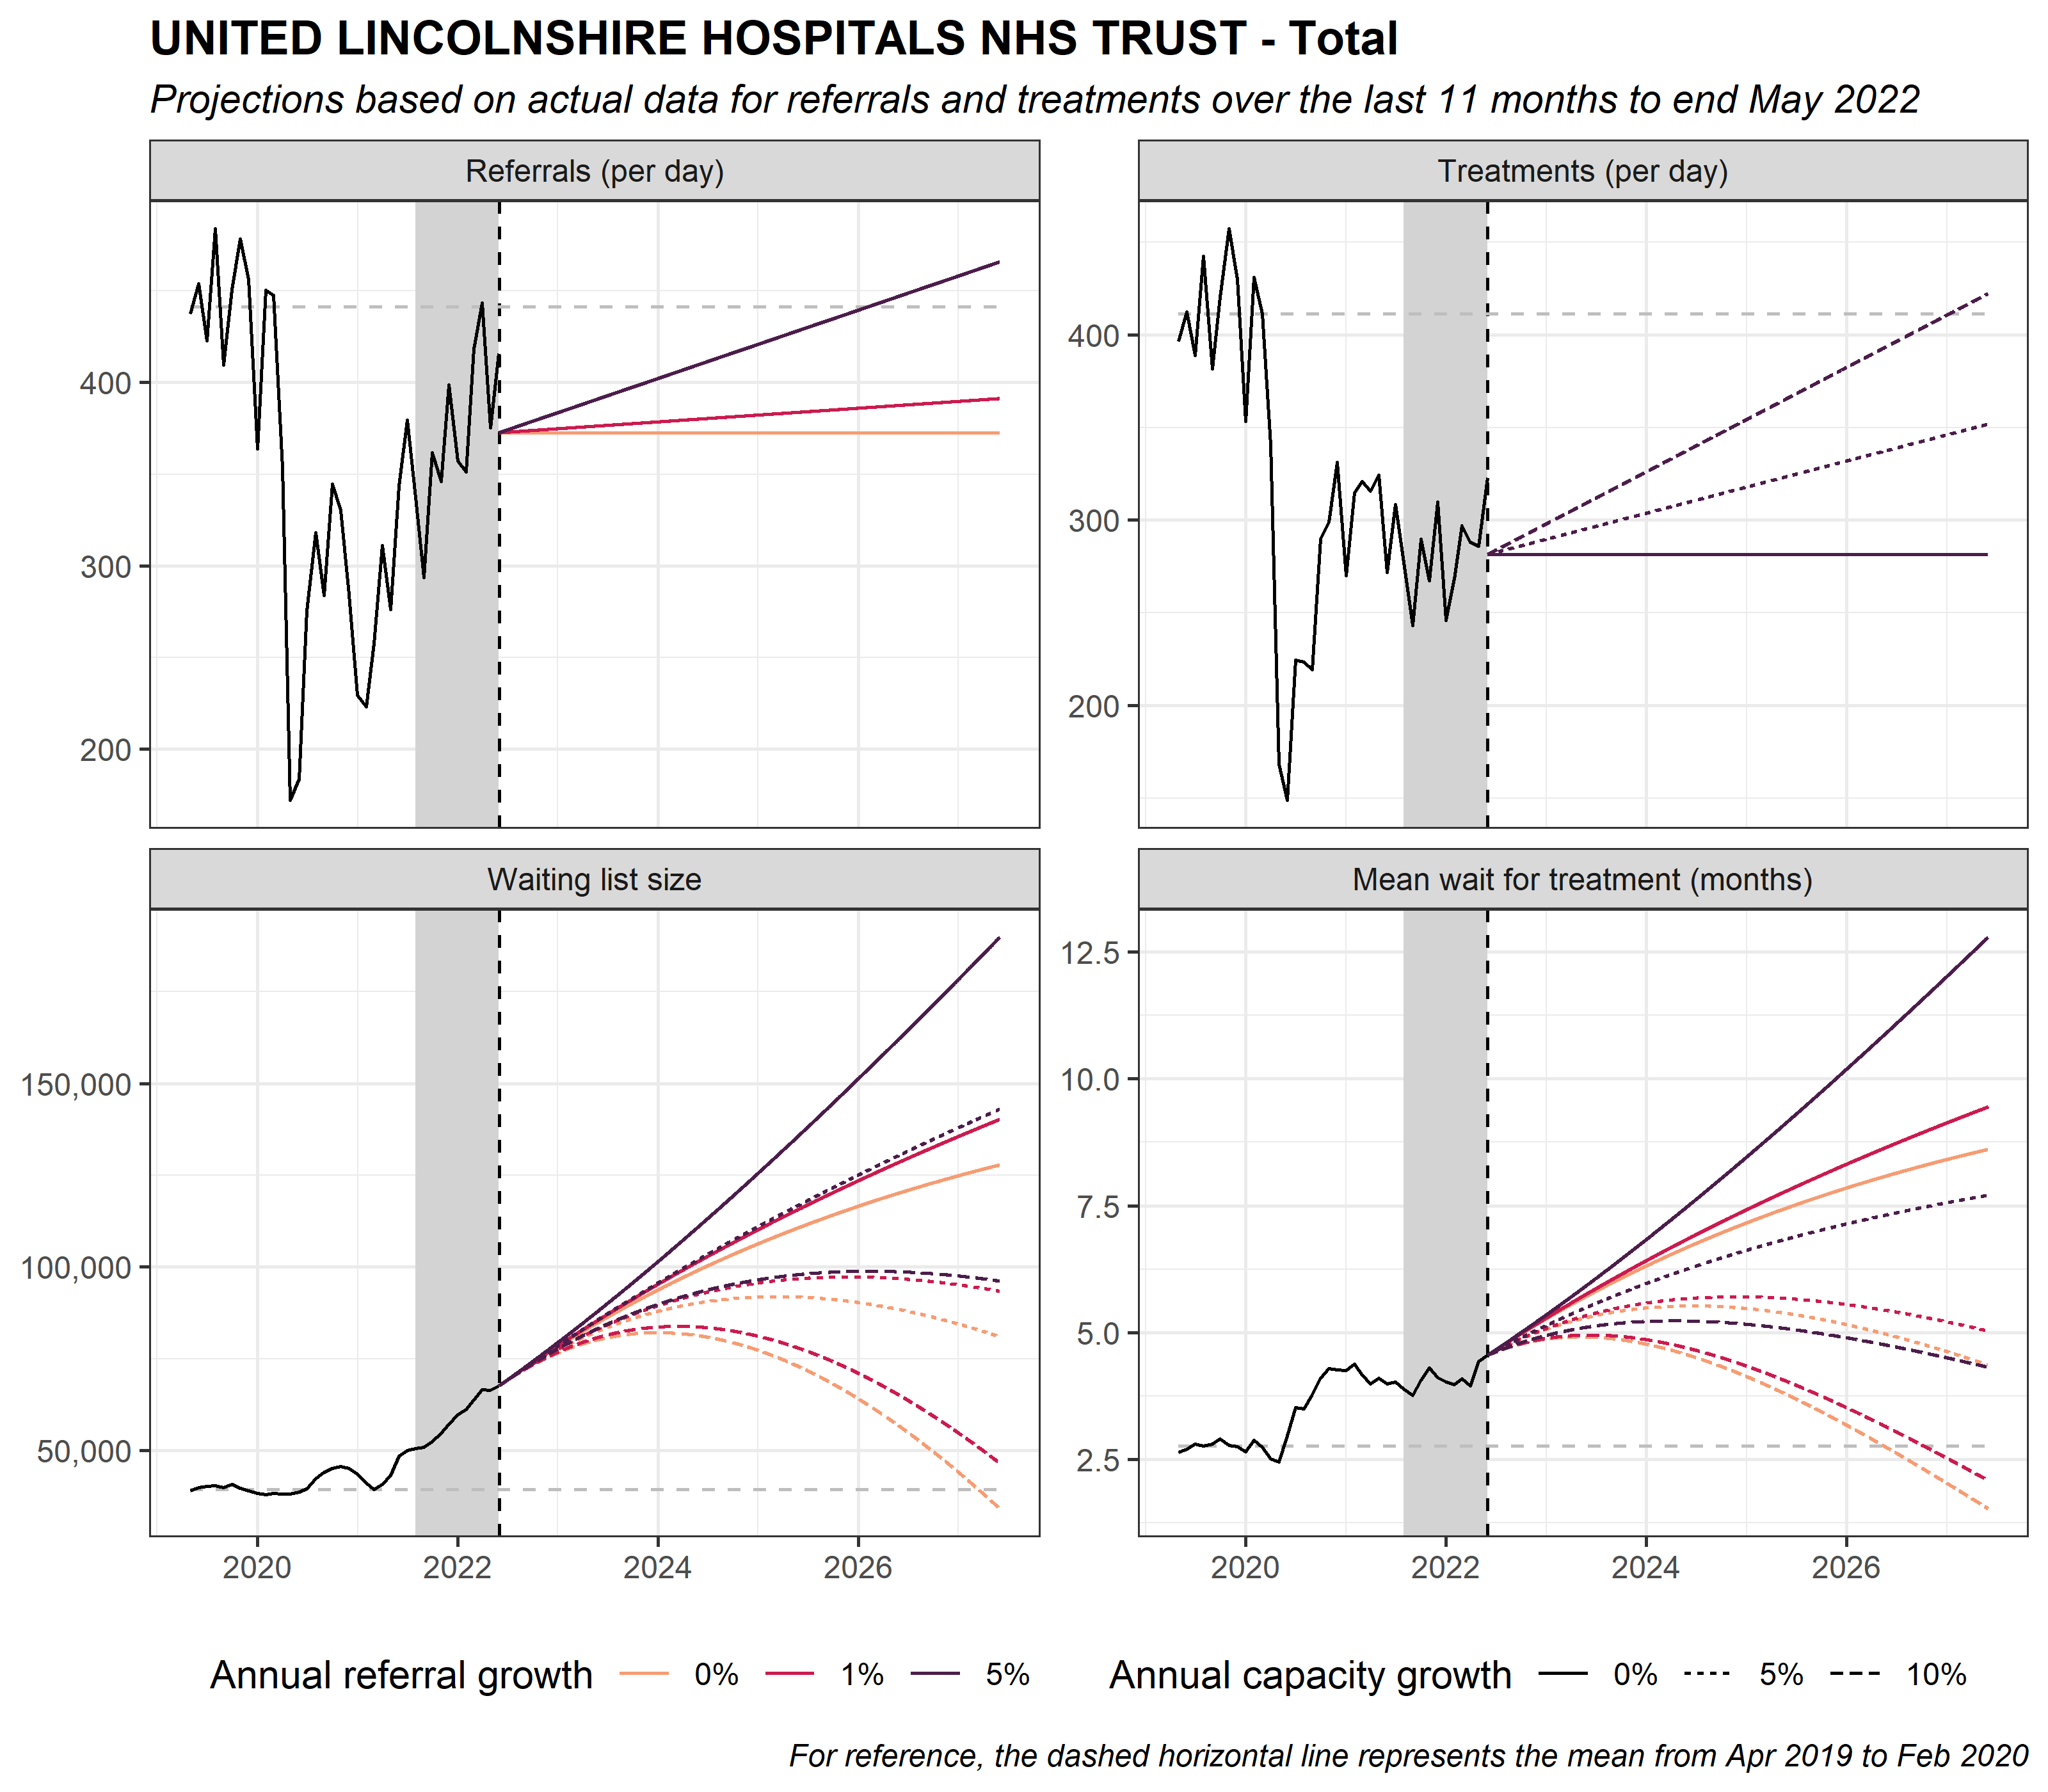 UNITED LINCOLNSHIRE HOSPITALS NHS TRUST - Total
Projections based on actual data for referrals and treatments over the last 11 months to end May 2022
Referrals (per day)
400
300
200
Treatments (per day)
400
300
200
Waiting list size
150,000
100,000
50,000
2020 2022 2024 2026
Mean wait for treatment (months)
12.5
10.0
7.5
5.0
2.5
2020 2022 2024 2026
Annual referral growth 0% 1% 5%
Annual capacity growth 0% 5% 10%
For reference, the dashed horizontal line represents the mean from Apr 2019 to Feb 2020